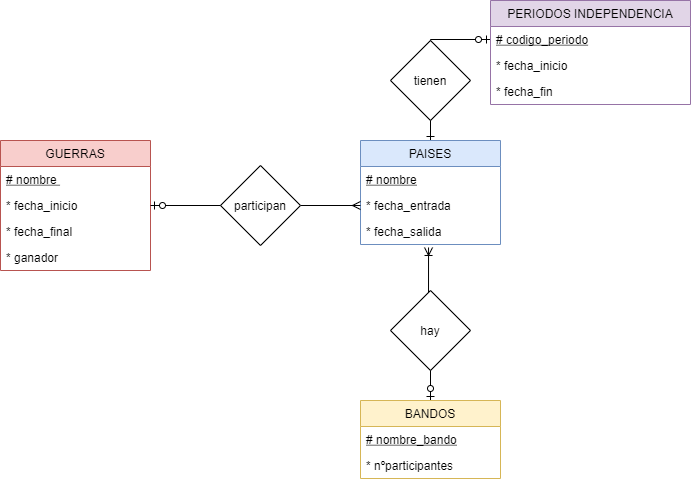 PERIODOS INDEPENDENCIA
# codigo_periodo
* fecha_inicio
* fecha_fin
tienen
GUERRAS
# nombre
* fecha_inicio
* fecha_final
* ganador
participan
PAISES
# nombre
* fecha_entrada
* fecha_salida
hay
BANDOS
# nombre_bando
* nºparticipantes